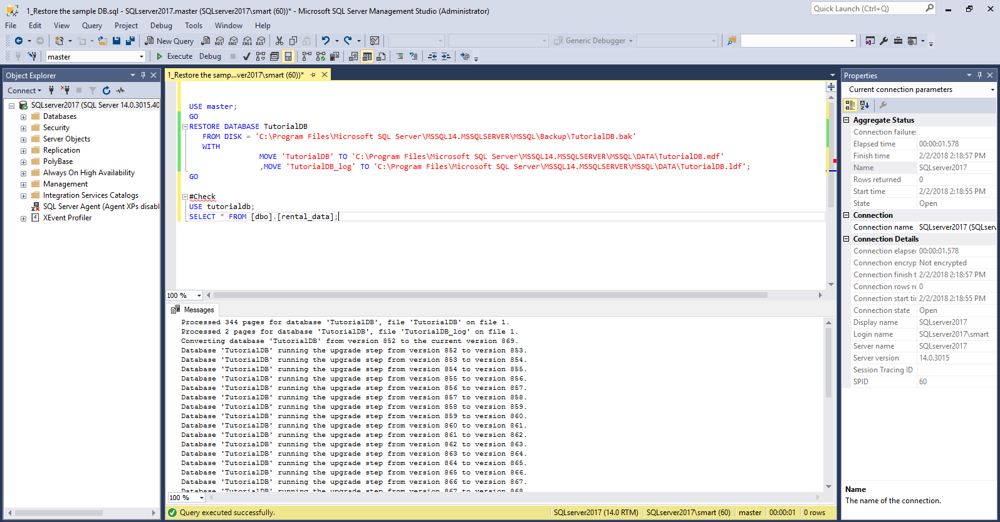 1_Restore the sample DB.sql - SQLserver2017.master (SQLserver2017\smart (60))* - Microsoft SQL Server Management Studio (Administrator)
Quick Launch (Ctrl+Q)
File Edit View Query Project Debug Tools Window Help
New Query MDX DMX XMLA DAX Generic Debugger
master Execute Debug
Object Explorer
Connect
SQLserver2017 (SQL Server 14.0.3015.40
Databases
Security
Server Objects
Replication
PolyBase
Always On High Availability
Management
Integration Services Catalogs
SQL Server Agent (Agent XPs disabl
XEvent Profiler
1_Restore the samp...ver2017\smart (60))*
USE master;
GO
RESTORE DATABASE TutorialDB
FROM DISK = 'C:\Program Files\Microsoft SQL Server\MSSQL14.MSSQLSERVER\MSSQL\Backup\TutorialDB.bak'
WITH
MOVE 'TutorialDB' TO 'C:\Program Files\Microsoft SQL Server\MSSQL14.MSSQLSERVER\MSSQL\DATA\TutorialDB.mdf'
,MOVE 'TutorialDB_log' TO 'C:\Program Files\Microsoft SQL Server\MSSQL14.MSSQLSERVER\MSSQL\DATA\TutorialDB.ldf';
GO
#Check
USE tutorialdb;
SELECT * FROM [dbo].[rental_data];
100 %
Messages
Processed 344 pages for database 'TutorialDB', file 'TutorialDB' on file 1.
Processed 2 pages for database 'TutorialDB', file 'TutorialDB_log' on file 1.
Converting database 'TutorialDB' from version 852 to the current version 869.
Database 'TutorialDB' running the upgrade step from version 852 to version 853.
Database 'TutorialDB' running the upgrade step from version 853 to version 854.
Database 'TutorialDB' running the upgrade step from version 854 to version 855.
Database 'TutorialDB' running the upgrade step from version 855 to version 856.
Database 'TutorialDB' running the upgrade step from version 856 to version 857.
Database 'TutorialDB' running the upgrade step from version 857 to version 858.
Database 'TutorialDB' running the upgrade step from version 858 to version 859.
Database 'TutorialDB' running the upgrade step from version 859 to version 860.
Database 'TutorialDB' running the upgrade step from version 860 to version 861.
Database 'TutorialDB' running the upgrade step from version 861 to version 862.
Database 'TutorialDB' running the upgrade step from version 862 to version 863.
Database 'TutorialDB' running the upgrade step from version 863 to version 864.
Database 'TutorialDB' running the upgrade step from version 864 to version 865.
Database 'TutorialDB' running the upgrade step from version 865 to version 866.
Database 'TutorialDB' running the upgrade step from version 866 to version 867.
Database 'TutorialDB' running the upgrade step from version 867 to version 868
100 %
Query executed successfully. SQLserver2017 (14.0 RTM) SQLserver2017\smart (60) master 00:00:01 0 rows
Properties
Current connection parameters
Aggregate Status
Connection failures
Elapsed time 00:00:01.578
Finish time 2/2/2018 2:18:57 PM
Name SQLserver2017
Rows returned 0
Start time 2/2/2018 2:18:55 PM
State Open
Connection
Connection name SQLserver2017 (SQLserv
Connection Details
Connection elapse 00:00:01.578
Connection encryp Not encrypted
Connection finish t 2/2/2018 2:18:57 PM
Connection rows re 0
Connection start ti 2/2/2018 2:18:55 PM
Connection state Open
Display name SQLserver2017
Login name SQLserver2017\smart
Server name SQLserver2017
Server version 14.0.3015
Session Tracing ID
SPID 60
Name
The name of the connection.